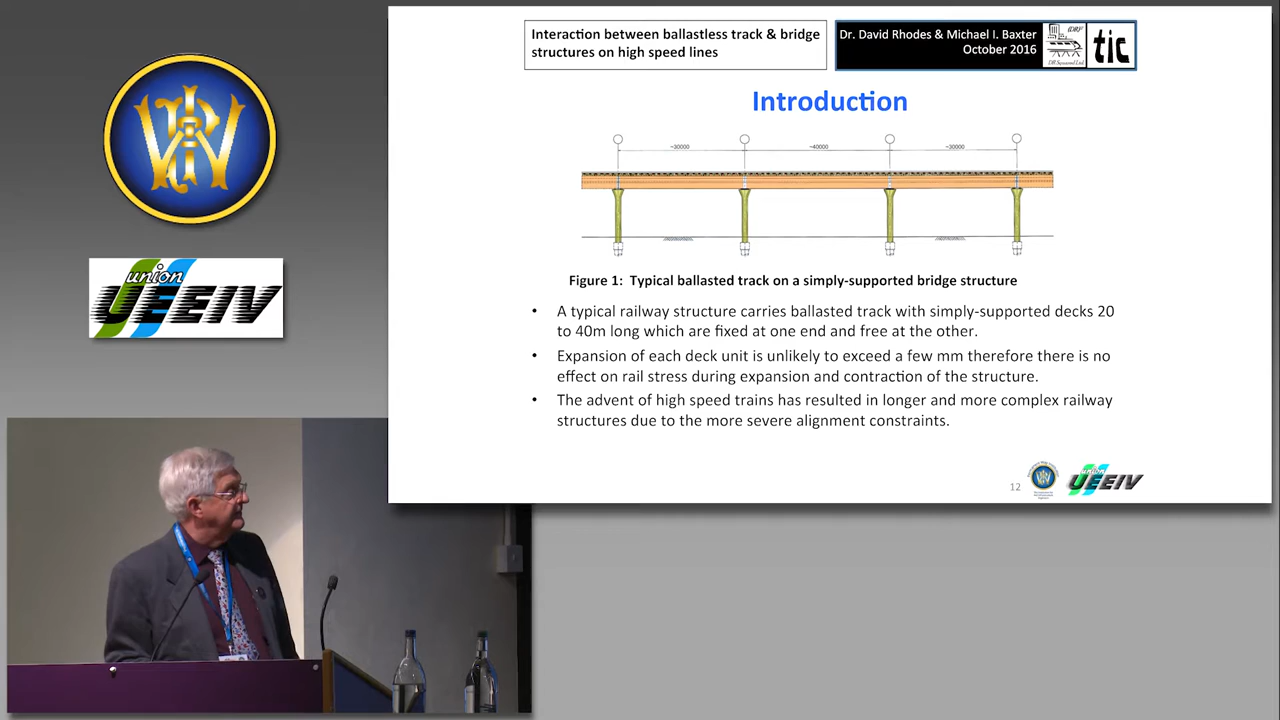 Interaction between ballastless track & bridge
structures on high speed lines
Dr. David Rhodes & Michael I. Baxter
October 2016
tic
Introduction
~30000
~40000
~30000
Figure 1: Typical ballasted track on a simply-supported bridge structure
• A typical railway structure carries ballasted track with simply-supported decks 20
to 40m long which are fixed at one end and free at the other.
• Expansion of each deck unit is unlikely to exceed a few mm therefore there is no
effect on rail stress during expansion and contraction of the structure.
• The advent of high speed trains has resulted in longer and more complex railway
structures due to the more severe alignment constraints.
12
union
UEEIV
union
UEEIV